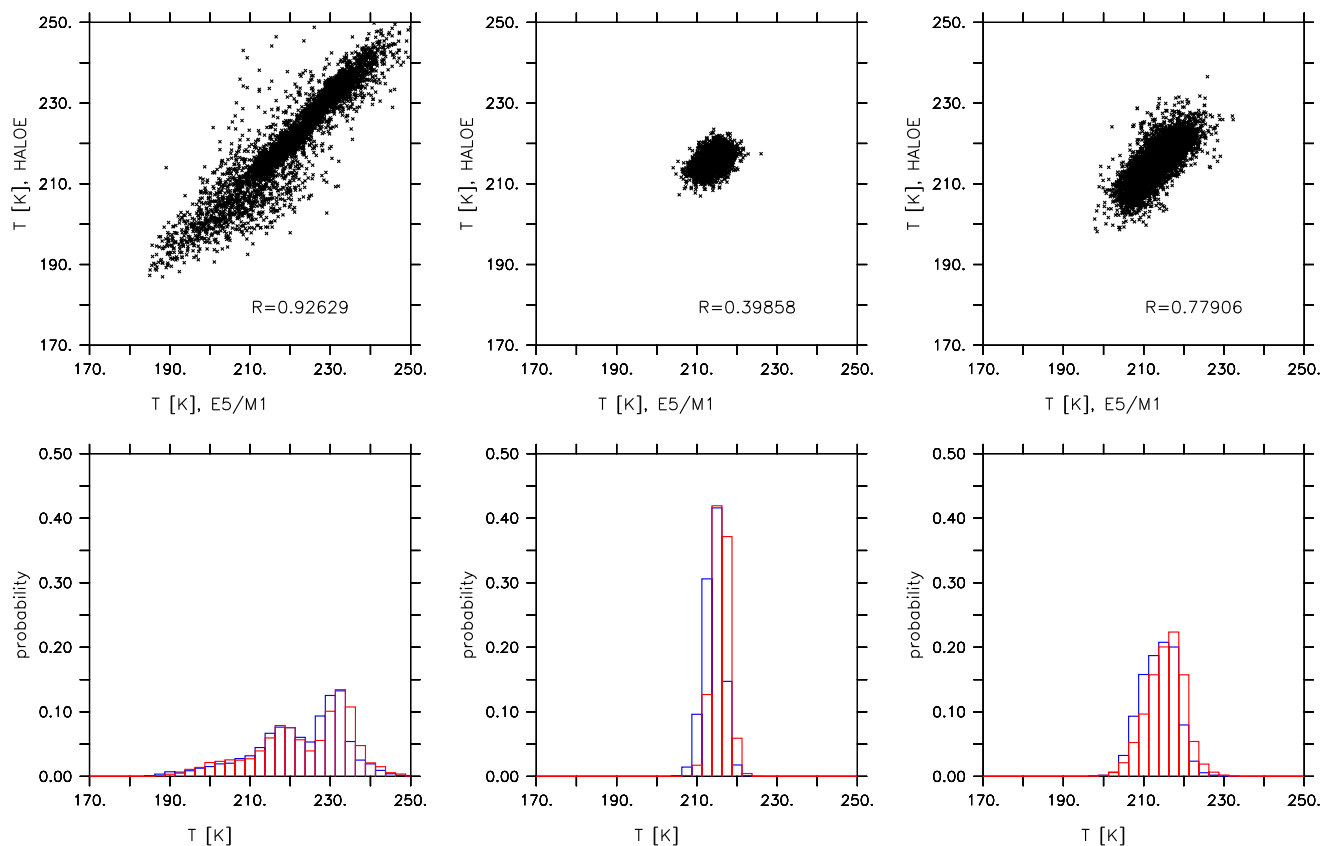 250. 250. 250.
230. 230. 230.
T [K], HALOE T [K], HALOE T [K], HALOE
210. 210. 210.
190. 190. 190.
R=0.92629 R=0.39858 R=0.77906
170. 170. 170.
170. 190. 210. 230. 250. 170. 190. 210. 230. 250. 170. 190. 210. 230. 250.
T [K], E5/M1 T [K], E5/M1 T [K], E5/M1
0.50 0.50 0.50
0.40 0.40 0.40
0.30 0.30 0.30
probability probability probability
0.20 0.20 0.20
0.10 0.10 0.10
0.00 0.00 0.00
170. 190. 210. 230. 250. 170. 190. 210. 230. 250. 170. 190. 210. 230. 250.
T [K] T [K] T [K]